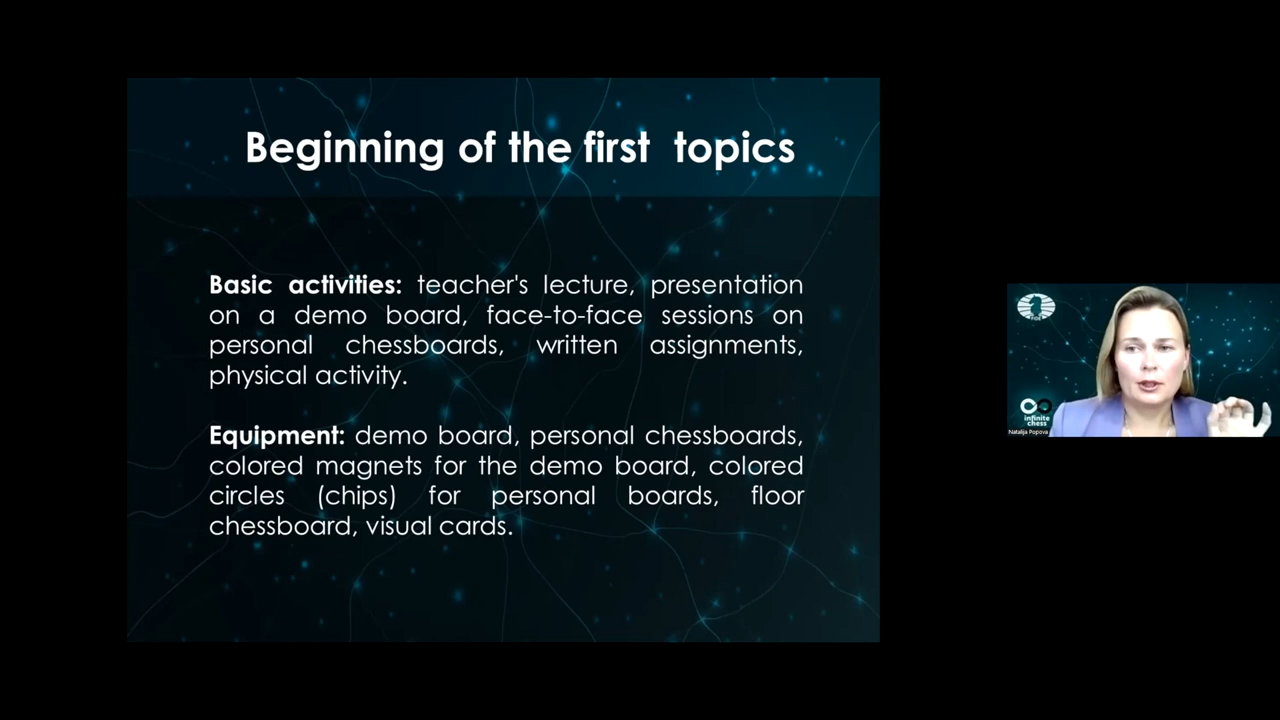 Beginning of the first topics
Basic activities: teacher's lecture, presentation
on a demo board, face-to-face sessions on
personal chessboards, written assignments,
physical activity.
Equipment: demo board, personal chessboards,
colored magnets for the demo board, colored
circles (chips) for personal boards, floor
chessboard, visual cards.
infinite
chess
Natalija Popova